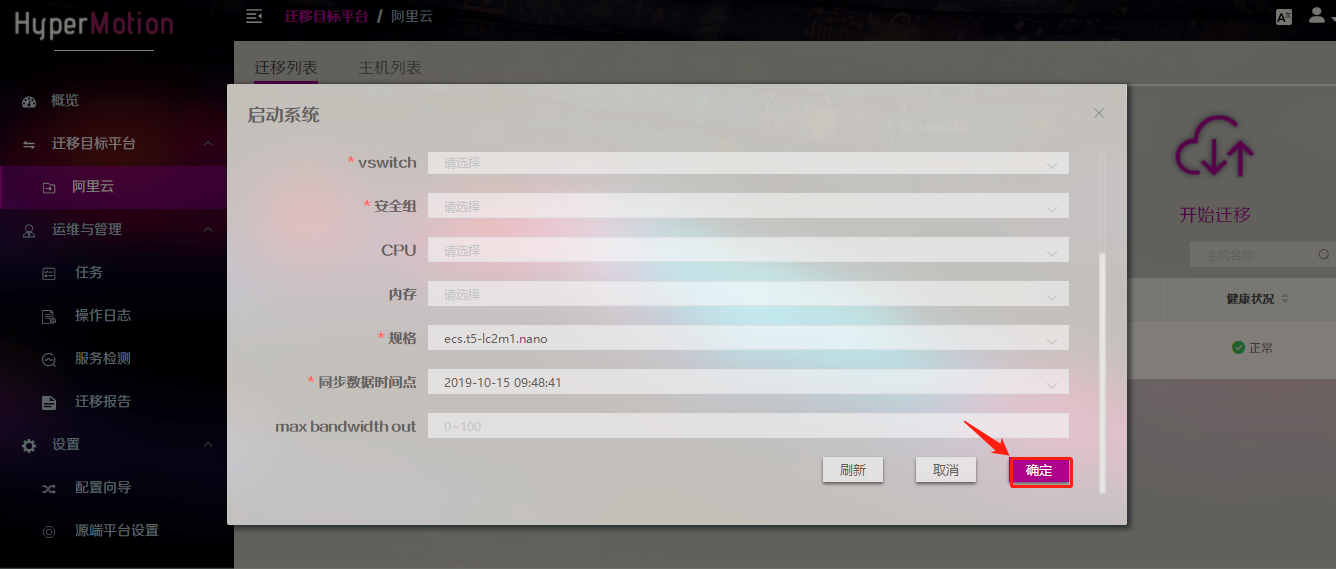 HyperMotion
迁移目标平台 / 阿里云
概览
迁移目标平台
阿里云
运维与管理
任务
操作日志
服务检测
迁移报告
设置
配置向导
源端平台设置
迁移列表 主机列表
启动系统
* vswitch 请选择
* 安全组 请选择
CPU 请选择
内存 请选择
* 规格 ecs.t5-lc2m1.nano
* 同步数据时间点 2019-10-15 09:48:41
max bandwidth out 0~100
刷新 取消 确定
开始迁移
主机名称
健康状况
正常